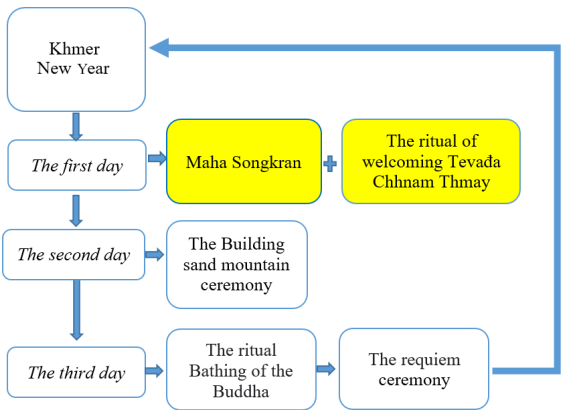 Khmer
New Year
The first day
Maha Songkran
The ritual of
welcoming Tevađa
Chhnam Thmay
The second day
The Building
sand mountain
ceremony
The third day
The ritual
Bathing of the
Buddha
The requiem
ceremony